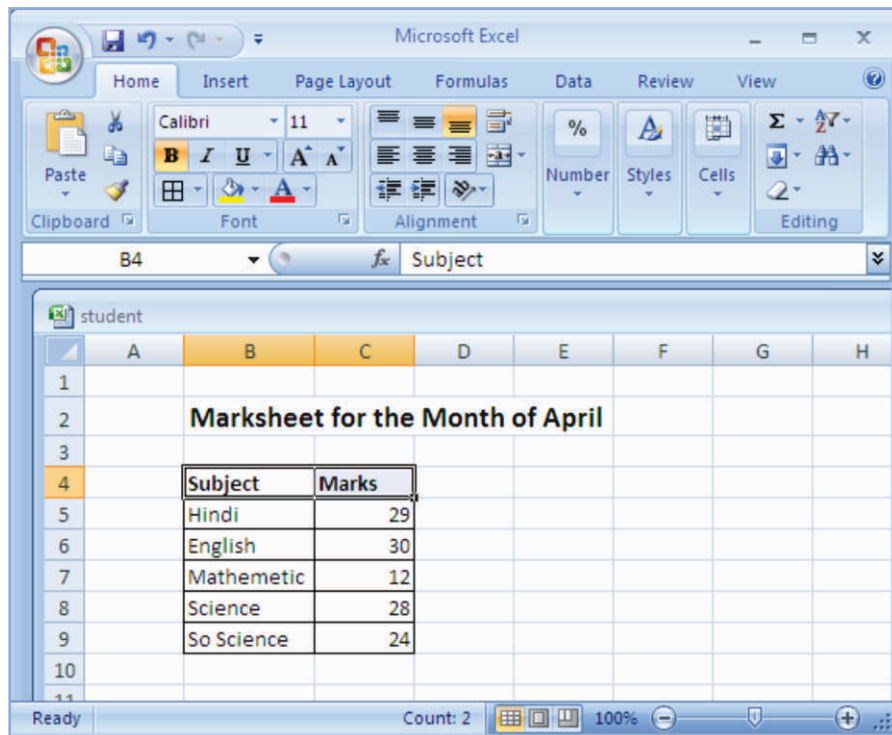 Microsoft Excel
Home Insert Page Layout Formulas Data Review View
Paste Calibri 11 % Σ
B I U A A Number Styles Cells
A
Clipboard Font Alignment Editing
B4 fx Subject
student
A B C D E F G H
1
2 Marksheet for the Month of April
3
4 Subject Marks
5 Hindi 29
6 English 30
7 Mathemetic 12
8 Science 28
9 So Science 24
10
11
Ready Count: 2 100%